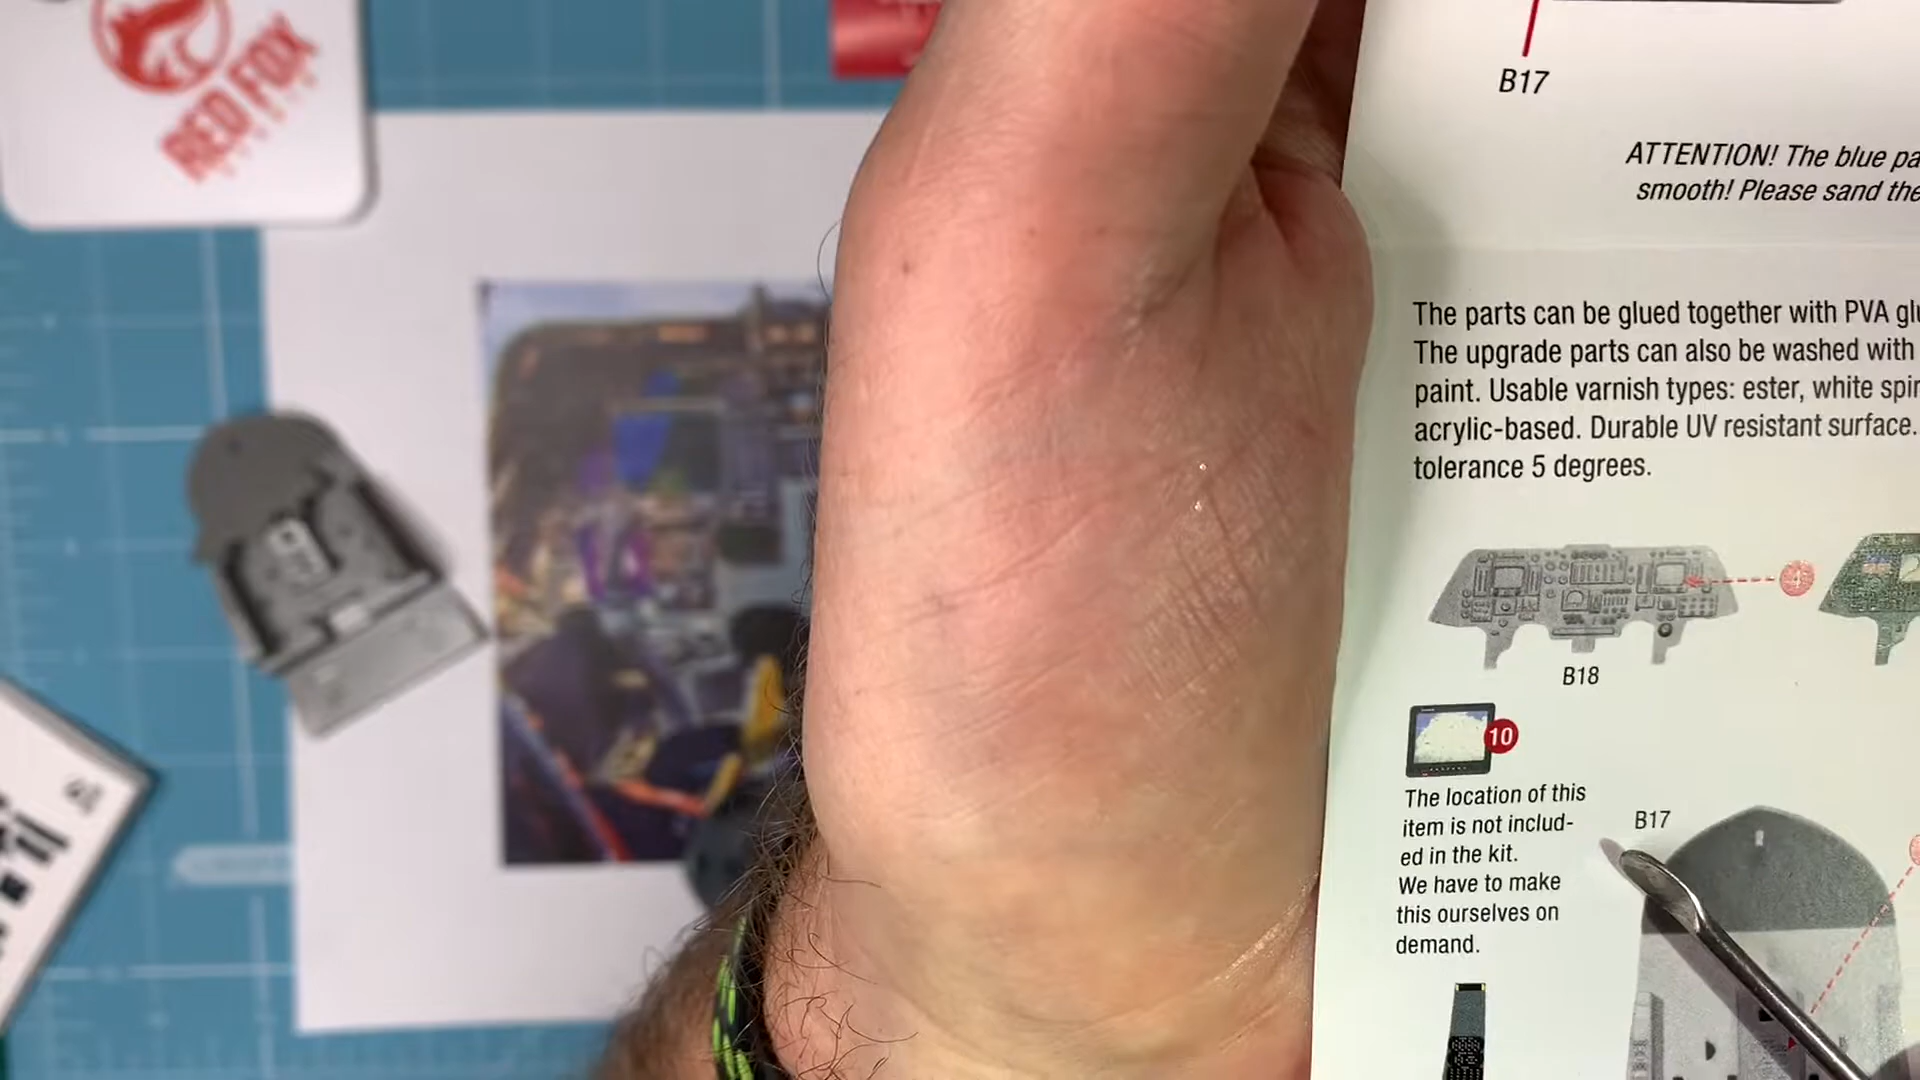 RED FOX
B17
ATTENTION! The blue pa
smooth! Please sand the
The parts can be glued together with PVA glu
The upgrade parts can also be washed with
paint. Usable varnish types: ester, white spir
acrylic-based. Durable UV resistant surface.
tolerance 5 degrees.
4
B18
10
The location of this
item is not includ-
ed in the kit.
We have to make
this ourselves on
demand.
B17